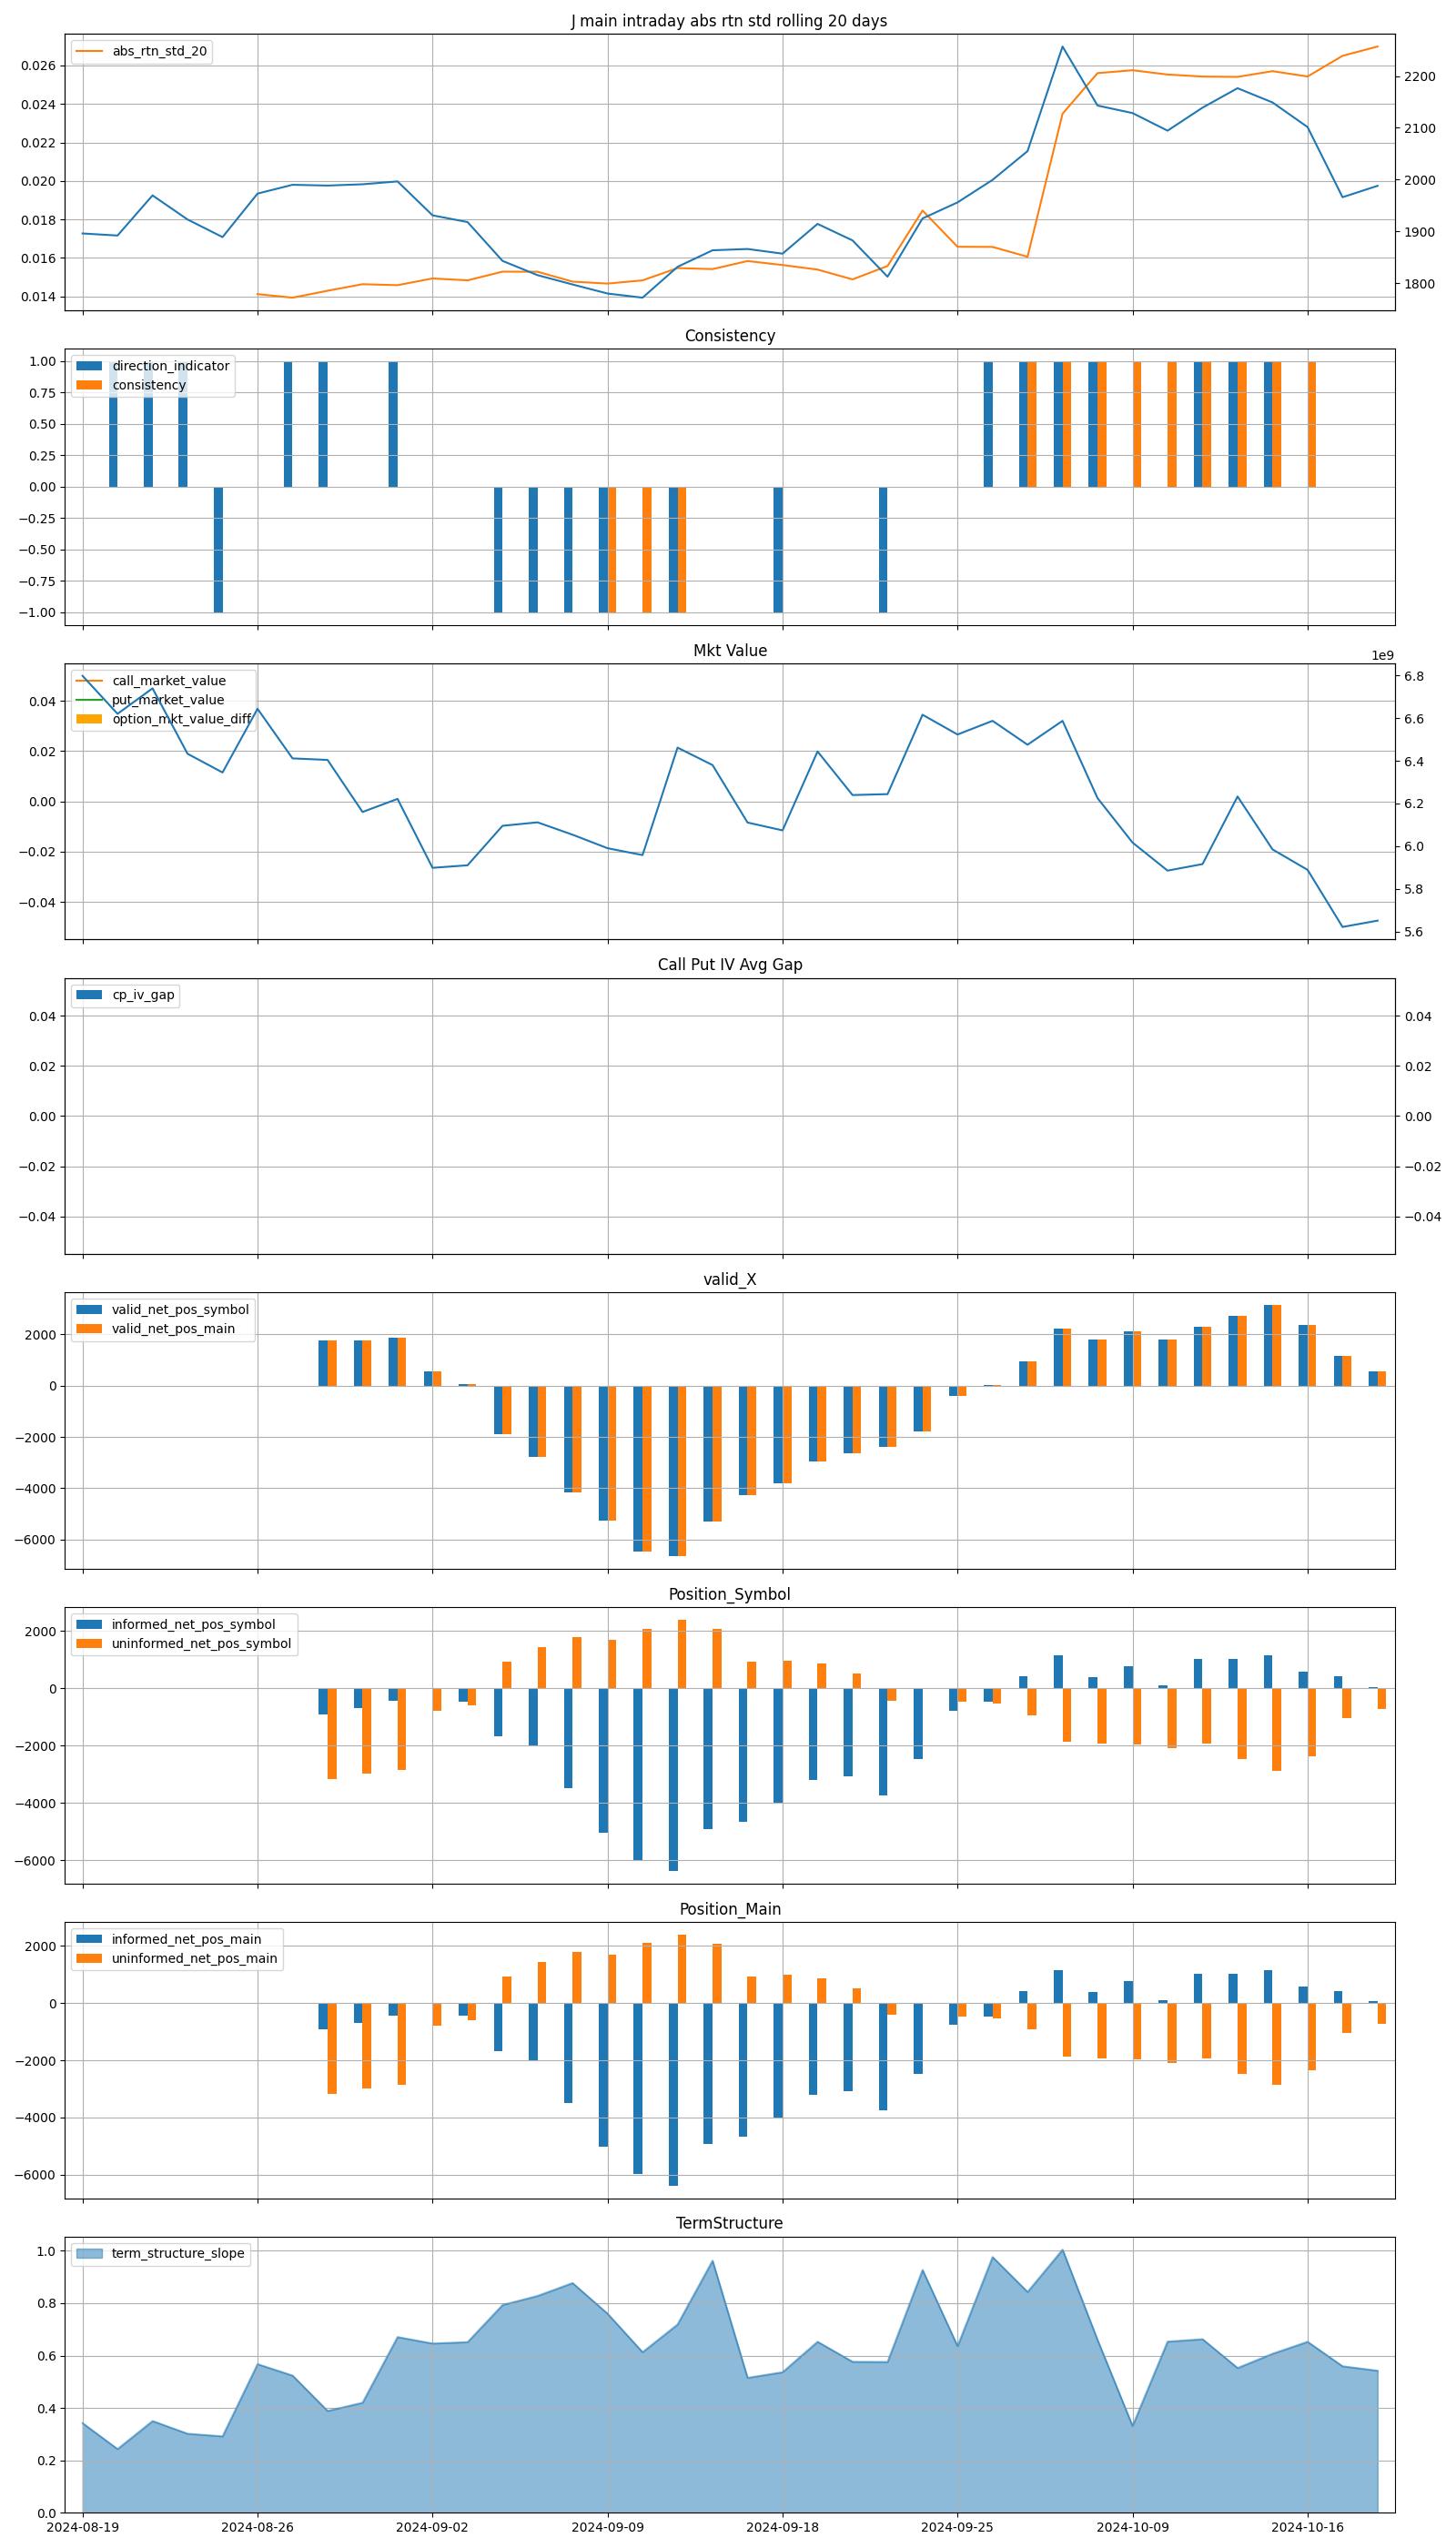 J main intraday abs rtn std rolling 20 days
abs_rtn_std_20
0.026
0.024
0.022
0.020
0.018
0.016
0.014
2200
2100
2000
1900
1800
Consistency
direction_indicator
consistency
1.00
0.75
0.50
0.25
0.00
−0.25
−0.50
−0.75
−1.00
Mkt Value
1e9
call_market_value
put_market_value
option_mkt_value_diff
0.04
0.02
0.00
−0.02
−0.04
6.8
6.6
6.4
6.2
6.0
5.8
5.6
Call Put IV Avg Gap
cp_iv_gap
0.04
0.02
0.00
−0.02
−0.04
0.04
0.02
0.00
−0.02
−0.04
valid_X
valid_net_pos_symbol
valid_net_pos_main
2000
0
−2000
−4000
−6000
Position_Symbol
informed_net_pos_symbol
uninformed_net_pos_symbol
2000
0
−2000
−4000
−6000
Position_Main
informed_net_pos_main
uninformed_net_pos_main
2000
0
−2000
−4000
−6000
TermStructure
term_structure_slope
1.0
0.8
0.6
0.4
0.2
0.0
2024-08-19 2024-08-26 2024-09-02 2024-09-09 2024-09-18 2024-09-25 2024-10-09 2024-10-16